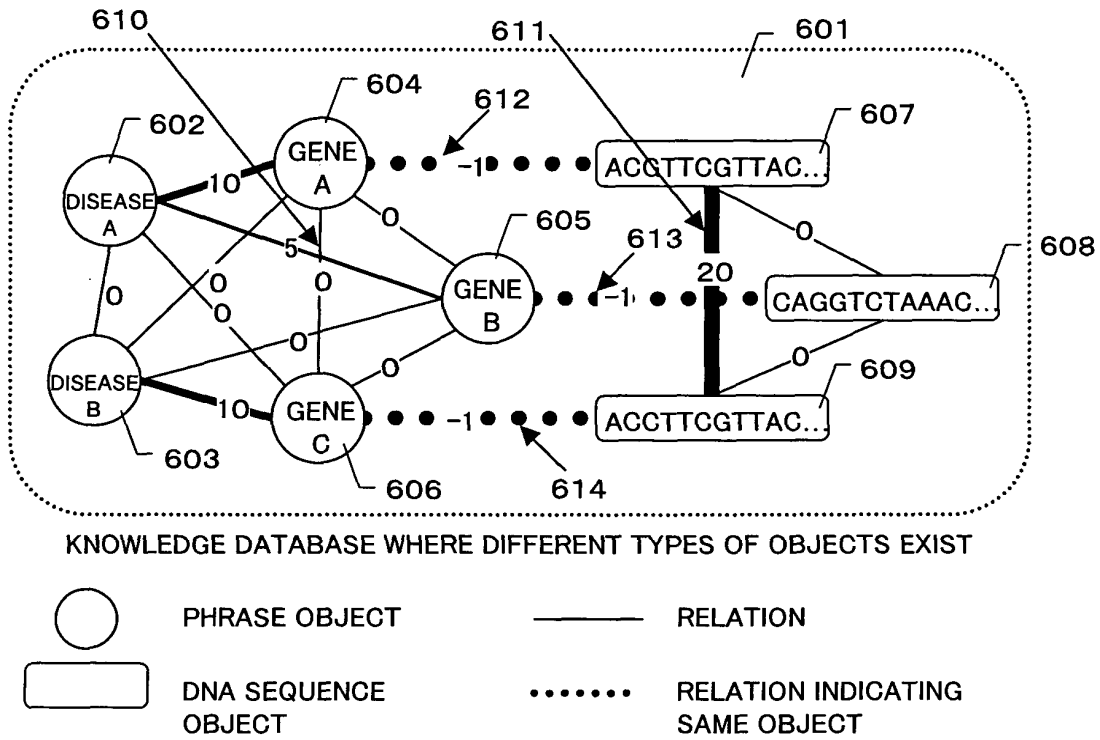 610
611
601
604
612
607
602
GENE
A
-1
ACCTTCGTTAC...
10
DISEASE
A
0
605
0
613
608
5
20
0
0
0
GENE
B
-1
CAGGTCTAAAC...
0
0
DISEASE
B
0
0
609
10
GENE
C
-1
ACCTTCGTTAC...
603
606
614
KNOWLEDGE DATABASE WHERE DIFFERENT TYPES OF OBJECTS EXIST
PHRASE OBJECT
RELATION
DNA SEQUENCE
OBJECT
RELATION INDICATING
SAME OBJECT